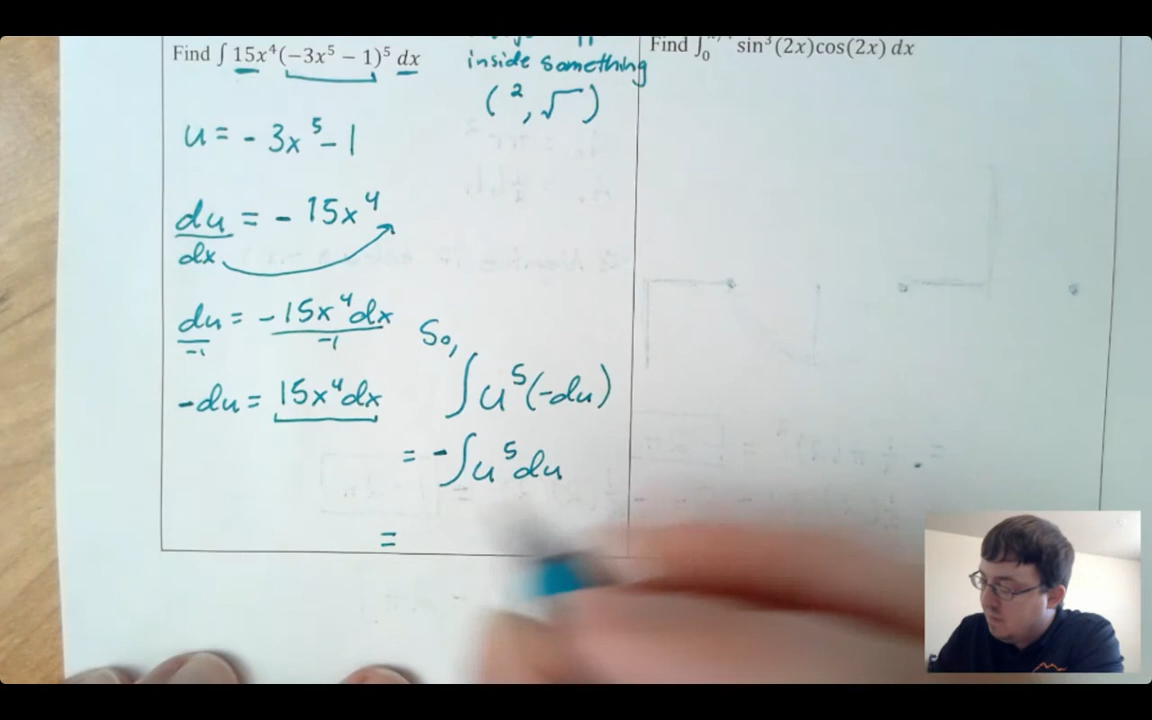 Find ∫ 15x⁴(−3x⁵ − 1)⁵ dx
inside something
( ², √ )
u = - 3x⁵ - 1
du/dx = - 15x⁴
du/-1 = -15x⁴dx/-1
So,
-du = 15x⁴dx
∫u⁵(-du)
= -∫u⁵du
=
Find ∫₀ sin³(2x)cos(2x) dx